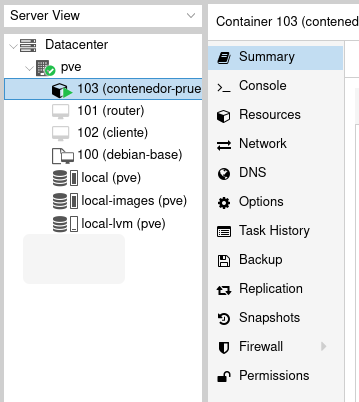 Server View
Datacenter
pve
103 (contenedor-prue
101 (router)
102 (cliente)
100 (debian-base)
local (pve)
local-images (pve)
local-lvm (pve)
Container 103 (contened
Summary
Console
Resources
Network
DNS
Options
Task History
Backup
Replication
Snapshots
Firewall
Permissions